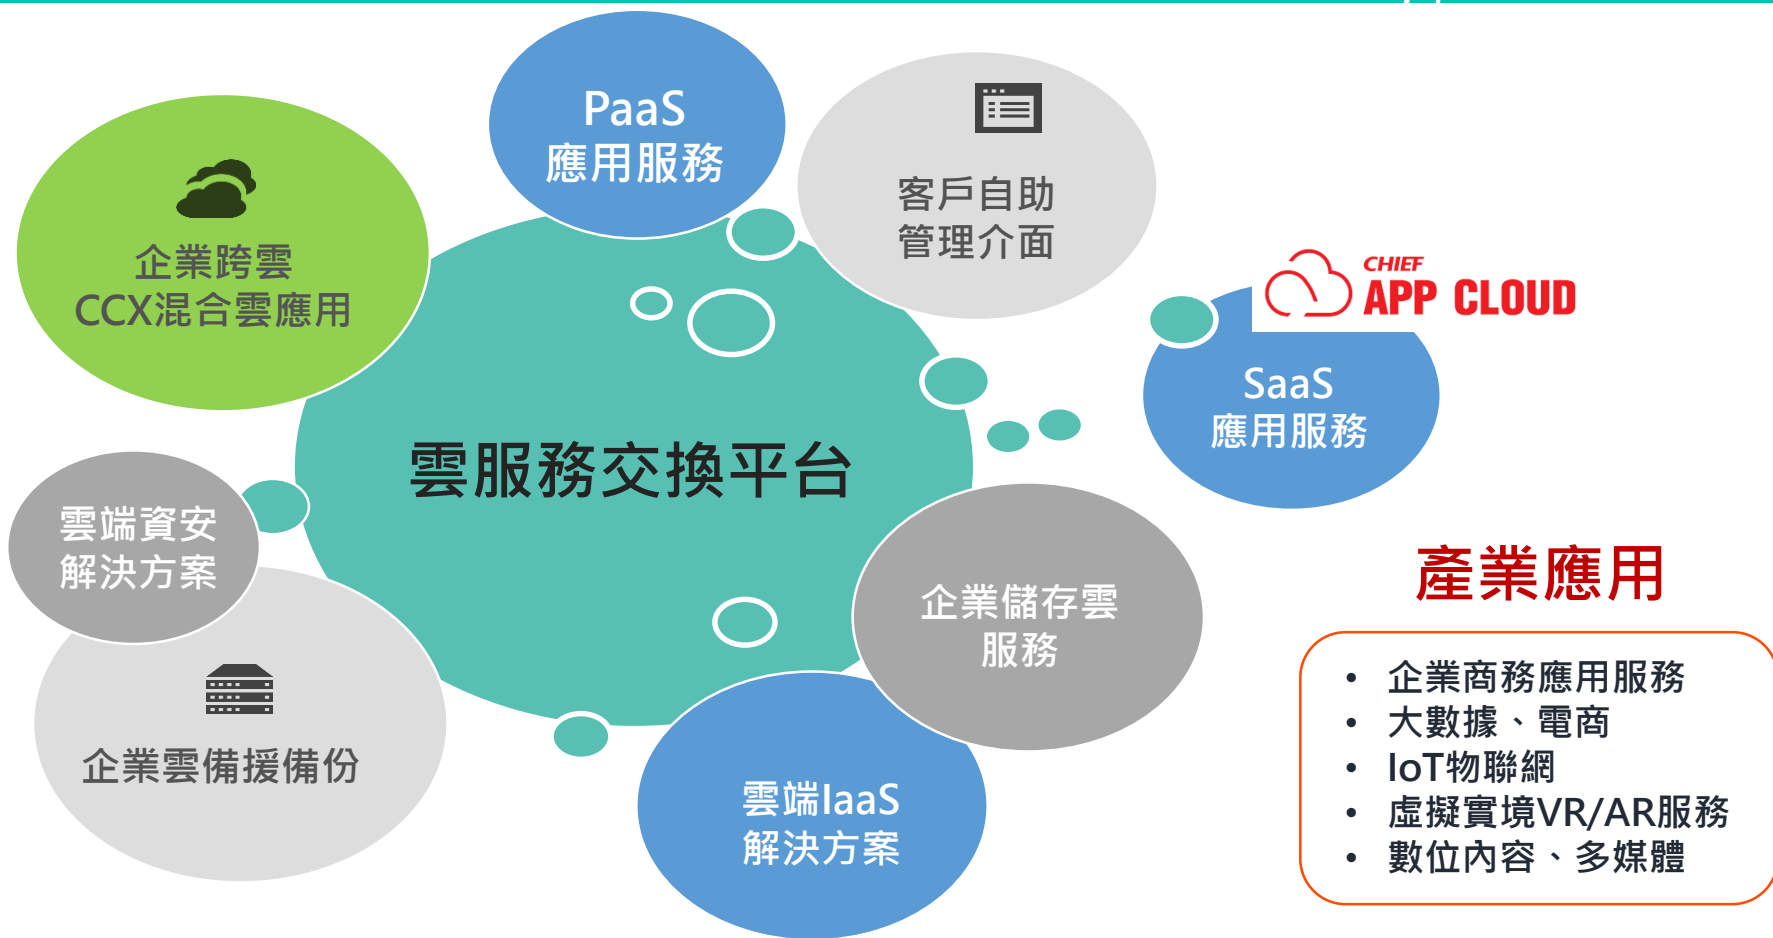 PaaS
應用服務
客戶自助
管理介面
企業跨雲
CCX混合雲應用
CHIEF
APP CLOUD
SaaS
應用服務
雲服務交換平台
雲端資安
解決方案
企業儲存雲
服務
企業雲備援備份
雲端IaaS
解決方案
產業應用
• 企業商務應用服務
• 大數據、電商
• IoT物聯網
• 虛擬實境VR/AR服務
• 數位內容、多媒體